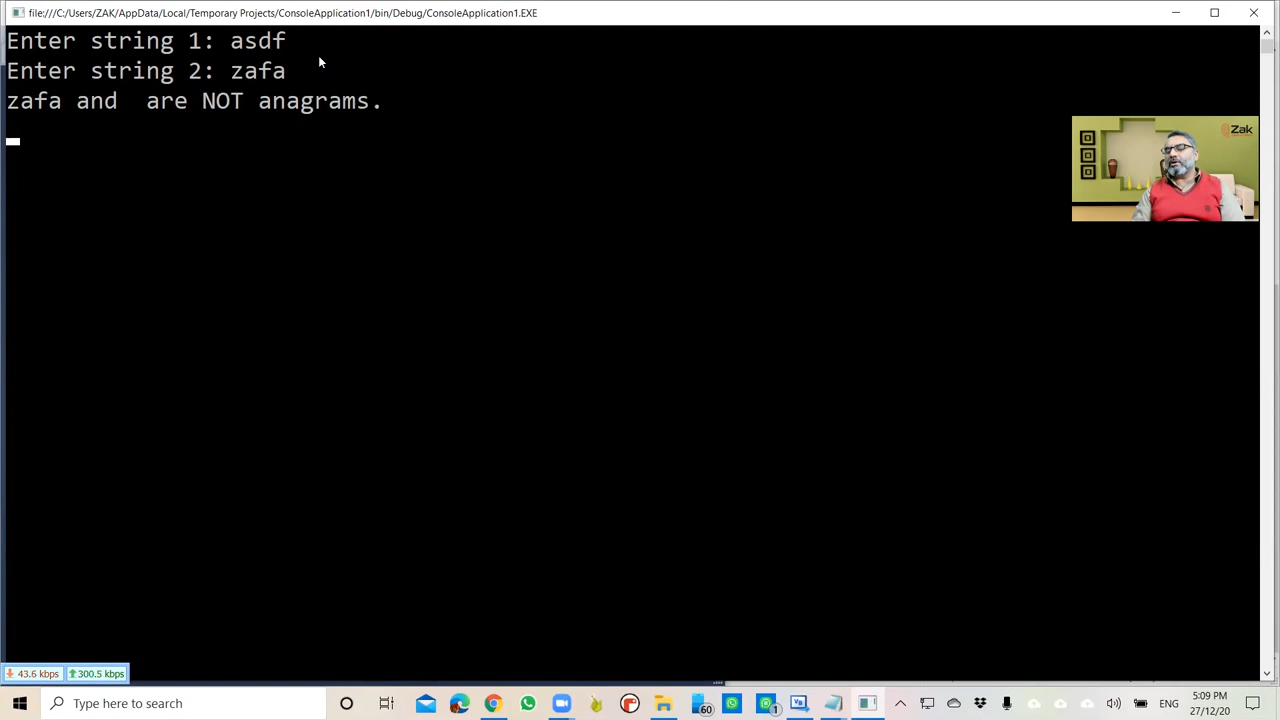 file:///C:/Users/ZAK/AppData/Local/Temporary Projects/ConsoleApplication1/bin/Debug/ConsoleApplication1.EXE
Enter string 1: asdf
Enter string 2: zafa
zafa and  are NOT anagrams.
Zak
43.6 kbps 300.5 kbps
Type here to search
60
1
ENG
5:09 PM
27/12/20